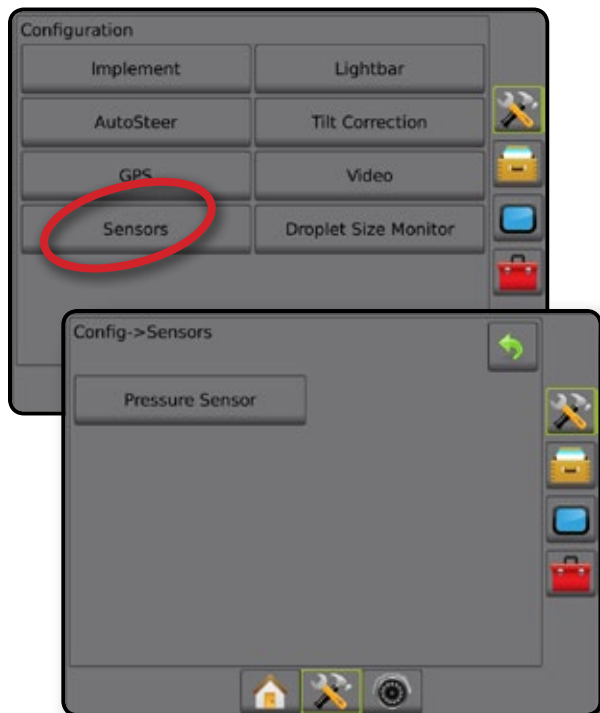 Configuration
Implement
Lightbar
AutoSteer
Tilt Correction
GPS
Video
Sensors
Droplet Size Monitor
Config->Sensors
Pressure Sensor